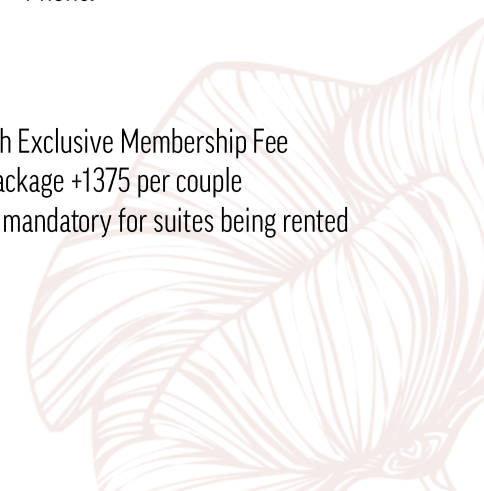 h Exclusive Membership Fee
ackage +1375 per couple
mandatory for suites being rented